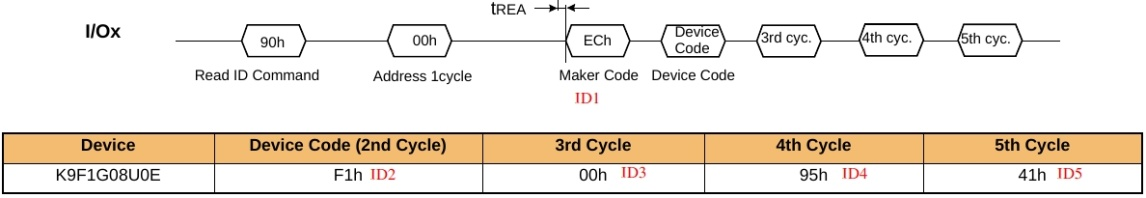 tREA
I/Ox
90h
00h
ECh
Device
Code
3rd cyc.
4th cyc.
5th cyc.
Read ID Command
Address 1cycle
Maker Code
Device Code
ID1
Device
Device Code (2nd Cycle)
3rd Cycle
4th Cycle
5th Cycle
K9F1G08U0E
F1h ID2
00h ID3
95h ID4
41h ID5